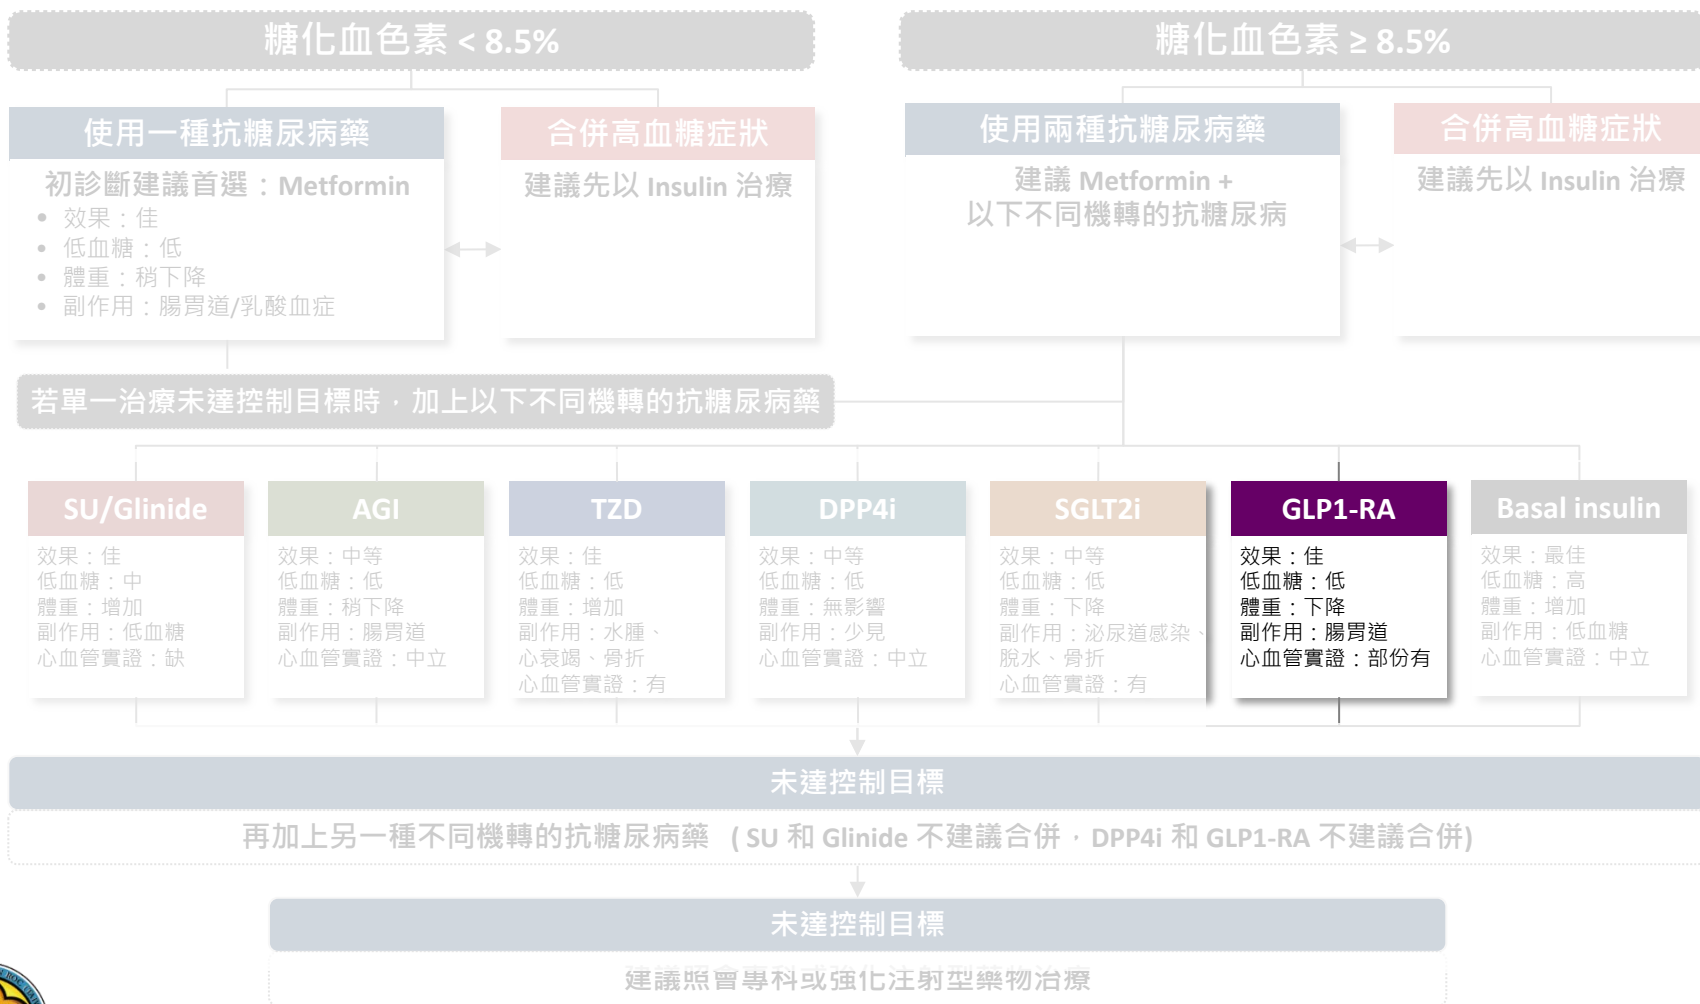 糖化血色素 < 8.5%
糖化血色素 ≥ 8.5%
使用一種抗糖尿病藥
初診斷建議首選：Metformin
• 效果：佳
• 低血糖：低
• 體重：稍下降
• 副作用：腸胃道/乳酸血症
合併高血糖症狀
建議先以 Insulin 治療
使用兩種抗糖尿病藥
建議 Metformin +
以下不同機轉的抗糖尿病
合併高血糖症狀
建議先以 Insulin 治療
若單一治療未達控制目標時，加上以下不同機轉的抗糖尿病藥
SU/Glinide
效果：佳
低血糖：中
體重：增加
副作用：低血糖
心血管實證：缺
AGI
效果：中等
低血糖：低
體重：稍下降
副作用：腸胃道
心血管實證：中立
TZD
效果：佳
低血糖：低
體重：增加
副作用：水腫、
心衰竭、骨折
心血管實證：有
DPP4i
效果：中等
低血糖：低
體重：無影響
副作用：少見
心血管實證：中立
SGLT2i
效果：中等
低血糖：低
體重：下降
副作用：泌尿道感染、
脫水、骨折
心血管實證：有
GLP1-RA
效果：佳
低血糖：低
體重：下降
副作用：腸胃道
心血管實證：部份有
Basal insulin
效果：最佳
低血糖：高
體重：增加
副作用：低血糖
心血管實證：中立
未達控制目標
再加上另一種不同機轉的抗糖尿病藥 ( SU 和 Glinide 不建議合併，DPP4i 和 GLP1-RA 不建議合併)
未達控制目標
建議照會專科或強化注射型藥物治療